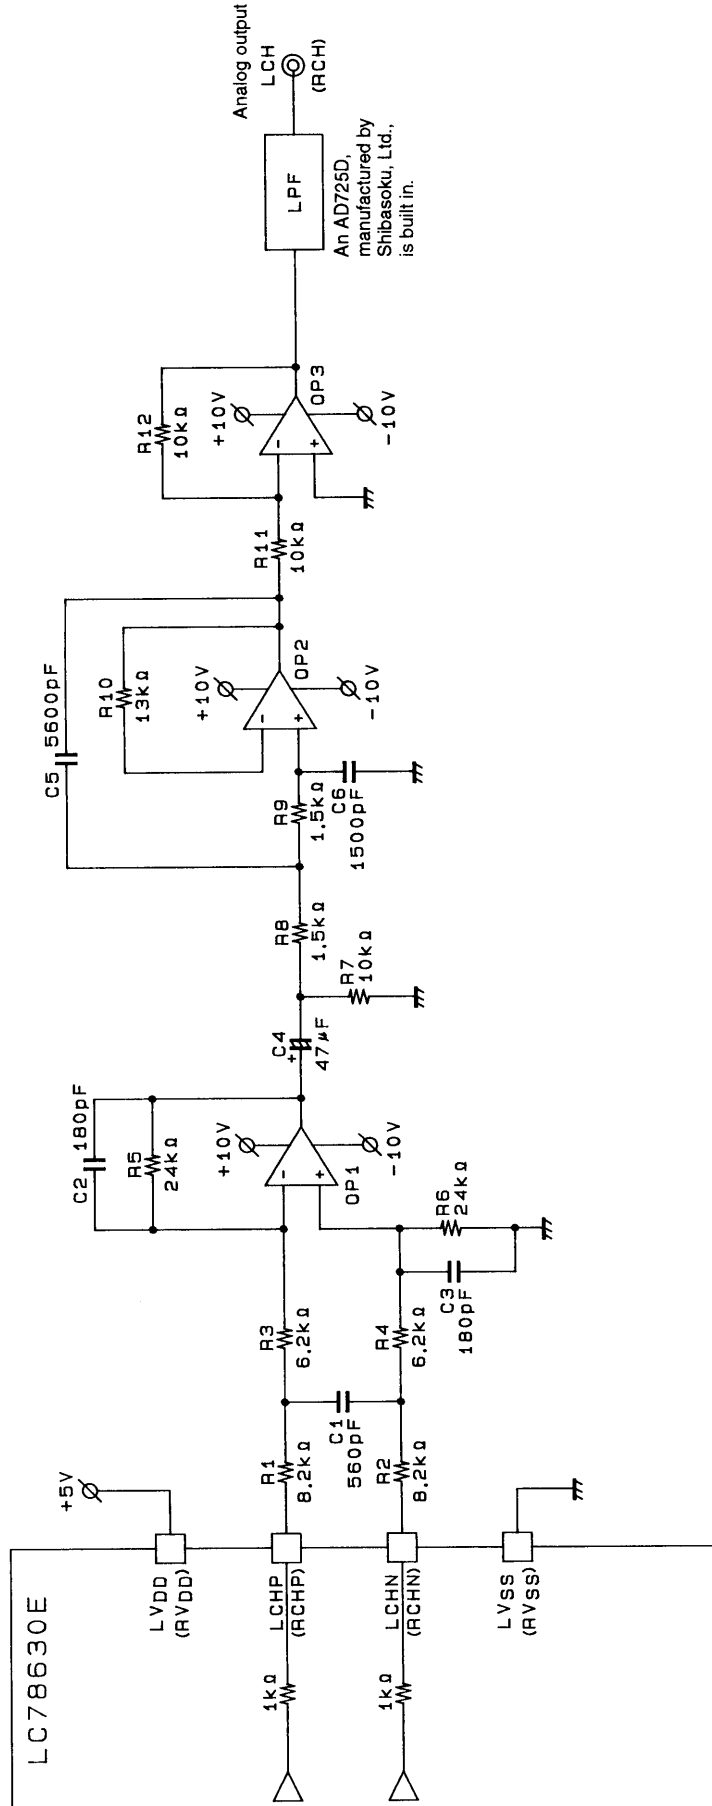 LC78630E
+5V
LVDD
(RVDD)
LCHP
(RCHP)
LCHN
(RCHN)
LVSS
(RVSS)
1kΩ
1kΩ
R1
8.2kΩ
C1
560pF
R2
8.2kΩ
R3
6.2kΩ
R4
6.2kΩ
C3
180pF
R6
24kΩ
C2
180pF
R5
24kΩ
+10V
-
+
OP1
-10V
C4
+
47μF
R7
10kΩ
R8
1.5kΩ
R9
1.5kΩ
C6
1500pF
C5
5600pF
R10
13kΩ
+10V
-
+
OP2
-10V
R11
10kΩ
R12
10kΩ
+10V
-
+
OP3
-10V
LPF
An AD725D,
manufactured by
Shibasoku, Ltd.,
is built in.
Analog output
LCH
(RCH)